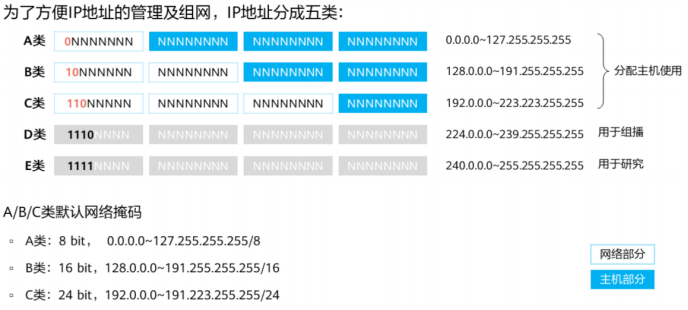 为了方便IP地址的管理及组网，IP地址分成五类：
A类 0NNNNNNN NNNNNNNN NNNNNNNN NNNNNNNN 0.0.0.0~127.255.255.255
B类 10NNNNNN NNNNNNNN NNNNNNNN NNNNNNNN 128.0.0.0~191.255.255.255 分配主机使用
C类 110NNNNN NNNNNNNN NNNNNNNN NNNNNNNN 192.0.0.0~223.223.255.255
D类 1110NNNN NNNNNNNN NNNNNNNN NNNNNNNN 224.0.0.0~239.255.255.255 用于组播
E类 1111NNNN NNNNNNNN NNNNNNNN NNNNNNNN 240.0.0.0~255.255.255.255 用于研究
A/B/C类默认网络掩码
▫ A类：8 bit， 0.0.0.0~127.255.255.255/8
▫ B类：16 bit，128.0.0.0~191.255.255.255/16
▫ C类：24 bit，192.0.0.0~191.223.255.255/24
网络部分
主机部分